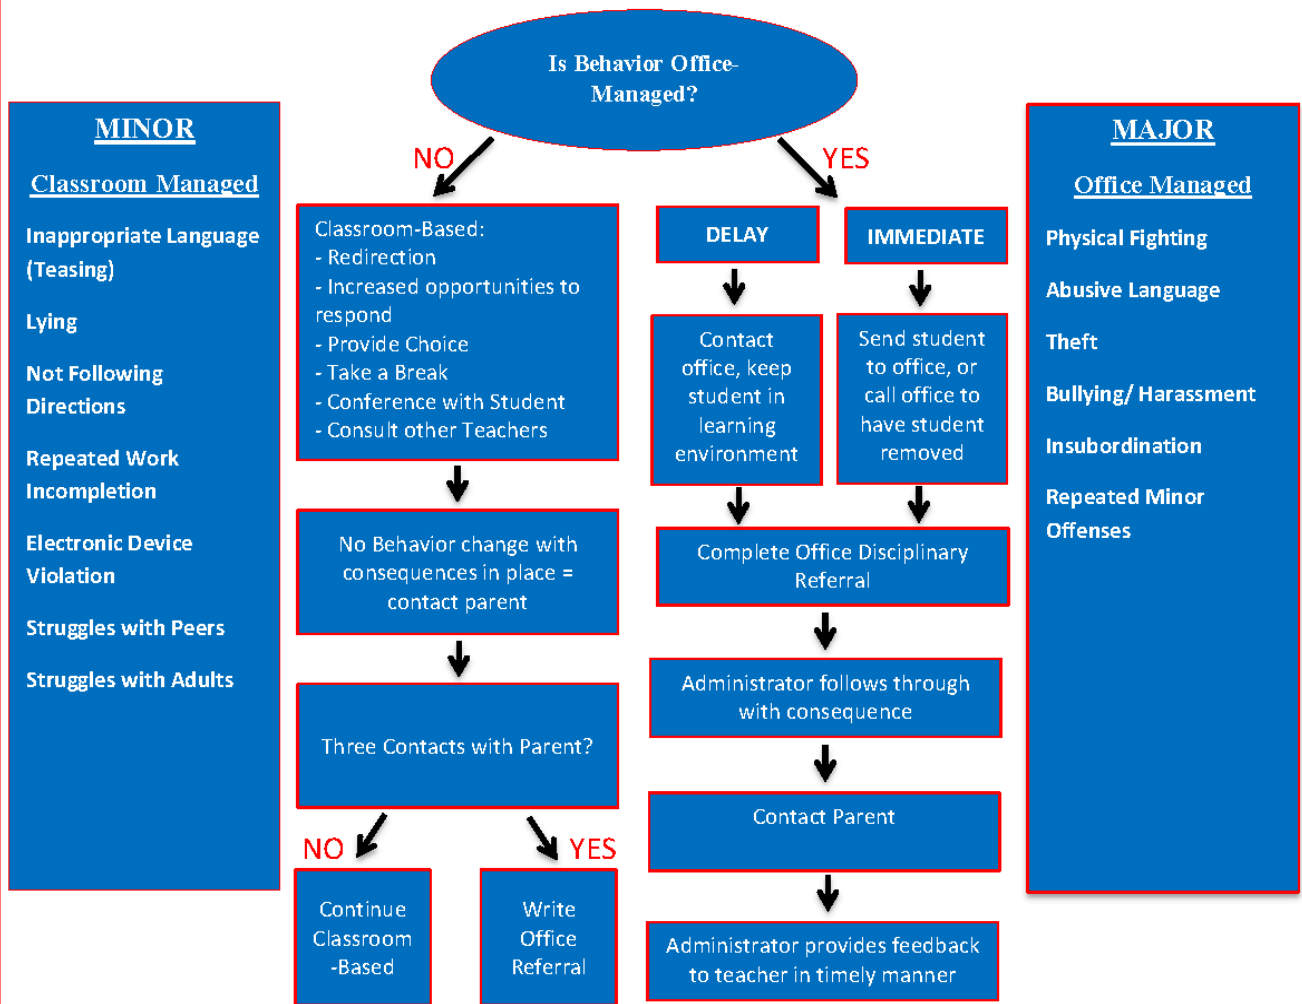 Is Behavior Office-
Managed?
MINOR
Classroom Managed
Inappropriate Language
(Teasing)
Lying
Not Following
Directions
Repeated Work
Incompletion
Electronic Device
Violation
Struggles with Peers
Struggles with Adults
NO
Classroom-Based:
- Redirection
- Increased opportunities to
respond
- Provide Choice
- Take a Break
- Conference with Student
- Consult other Teachers
No Behavior change with
consequences in place =
contact parent
Three Contacts with Parent?
NO
Continue
Classroom
-Based
YES
Write
Office
Referral
YES
DELAY
Contact
office, keep
student in
learning
environment
IMMEDIATE
Send student
to office, or
call office to
have student
removed
Complete Office Disciplinary
Referral
Administrator follows through
with consequence
Contact Parent
Administrator provides feedback
to teacher in timely manner
MAJOR
Office Managed
Physical Fighting
Abusive Language
Theft
Bullying/ Harassment
Insubordination
Repeated Minor
Offenses